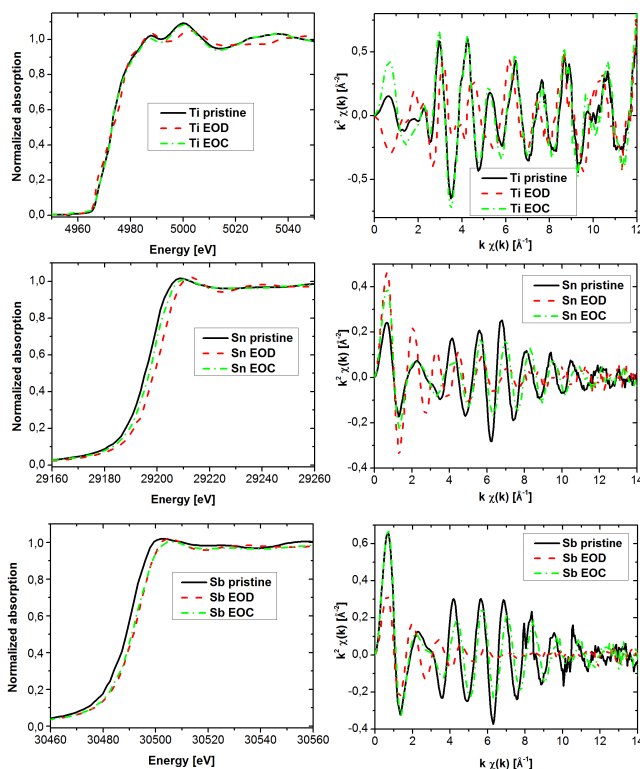 Normalized absorption
1,0
0,8
0,6
0,4
0,2
0,0
4960 4980 5000 5020 5040
Energy [eV]
Ti pristine
Ti EOD
Ti EOC
k² χ(k) [Å⁻²]
0,5
0,0
-0,5
0 2 4 6 8 10 12
k χ(k) [Å⁻¹]
Ti pristine
Ti EOD
Ti EOC
Normalized absorption
1,0
0,8
0,6
0,4
0,2
0,0
29160 29180 29200 29220 29240 29260
Energy [eV]
Sn pristine
Sn EOD
Sn EOC
k² χ(k) [Å⁻²]
0,4
0,2
0,0
-0,2
-0,4
0 2 4 6 8 10 12 14
k χ(k) [Å⁻¹]
Sn pristine
Sn EOD
Sn EOC
Normalized absorption
1,0
0,8
0,6
0,4
0,2
0,0
30460 30480 30500 30520 30540 30560
Energy [eV]
Sb pristine
Sb EOD
Sb EOC
k² χ(k) [Å⁻²]
0,6
0,4
0,2
0,0
-0,2
-0,4
0 2 4 6 8 10 12 14
k χ(k) [Å⁻¹]
Sb pristine
Sb EOD
Sb EOC